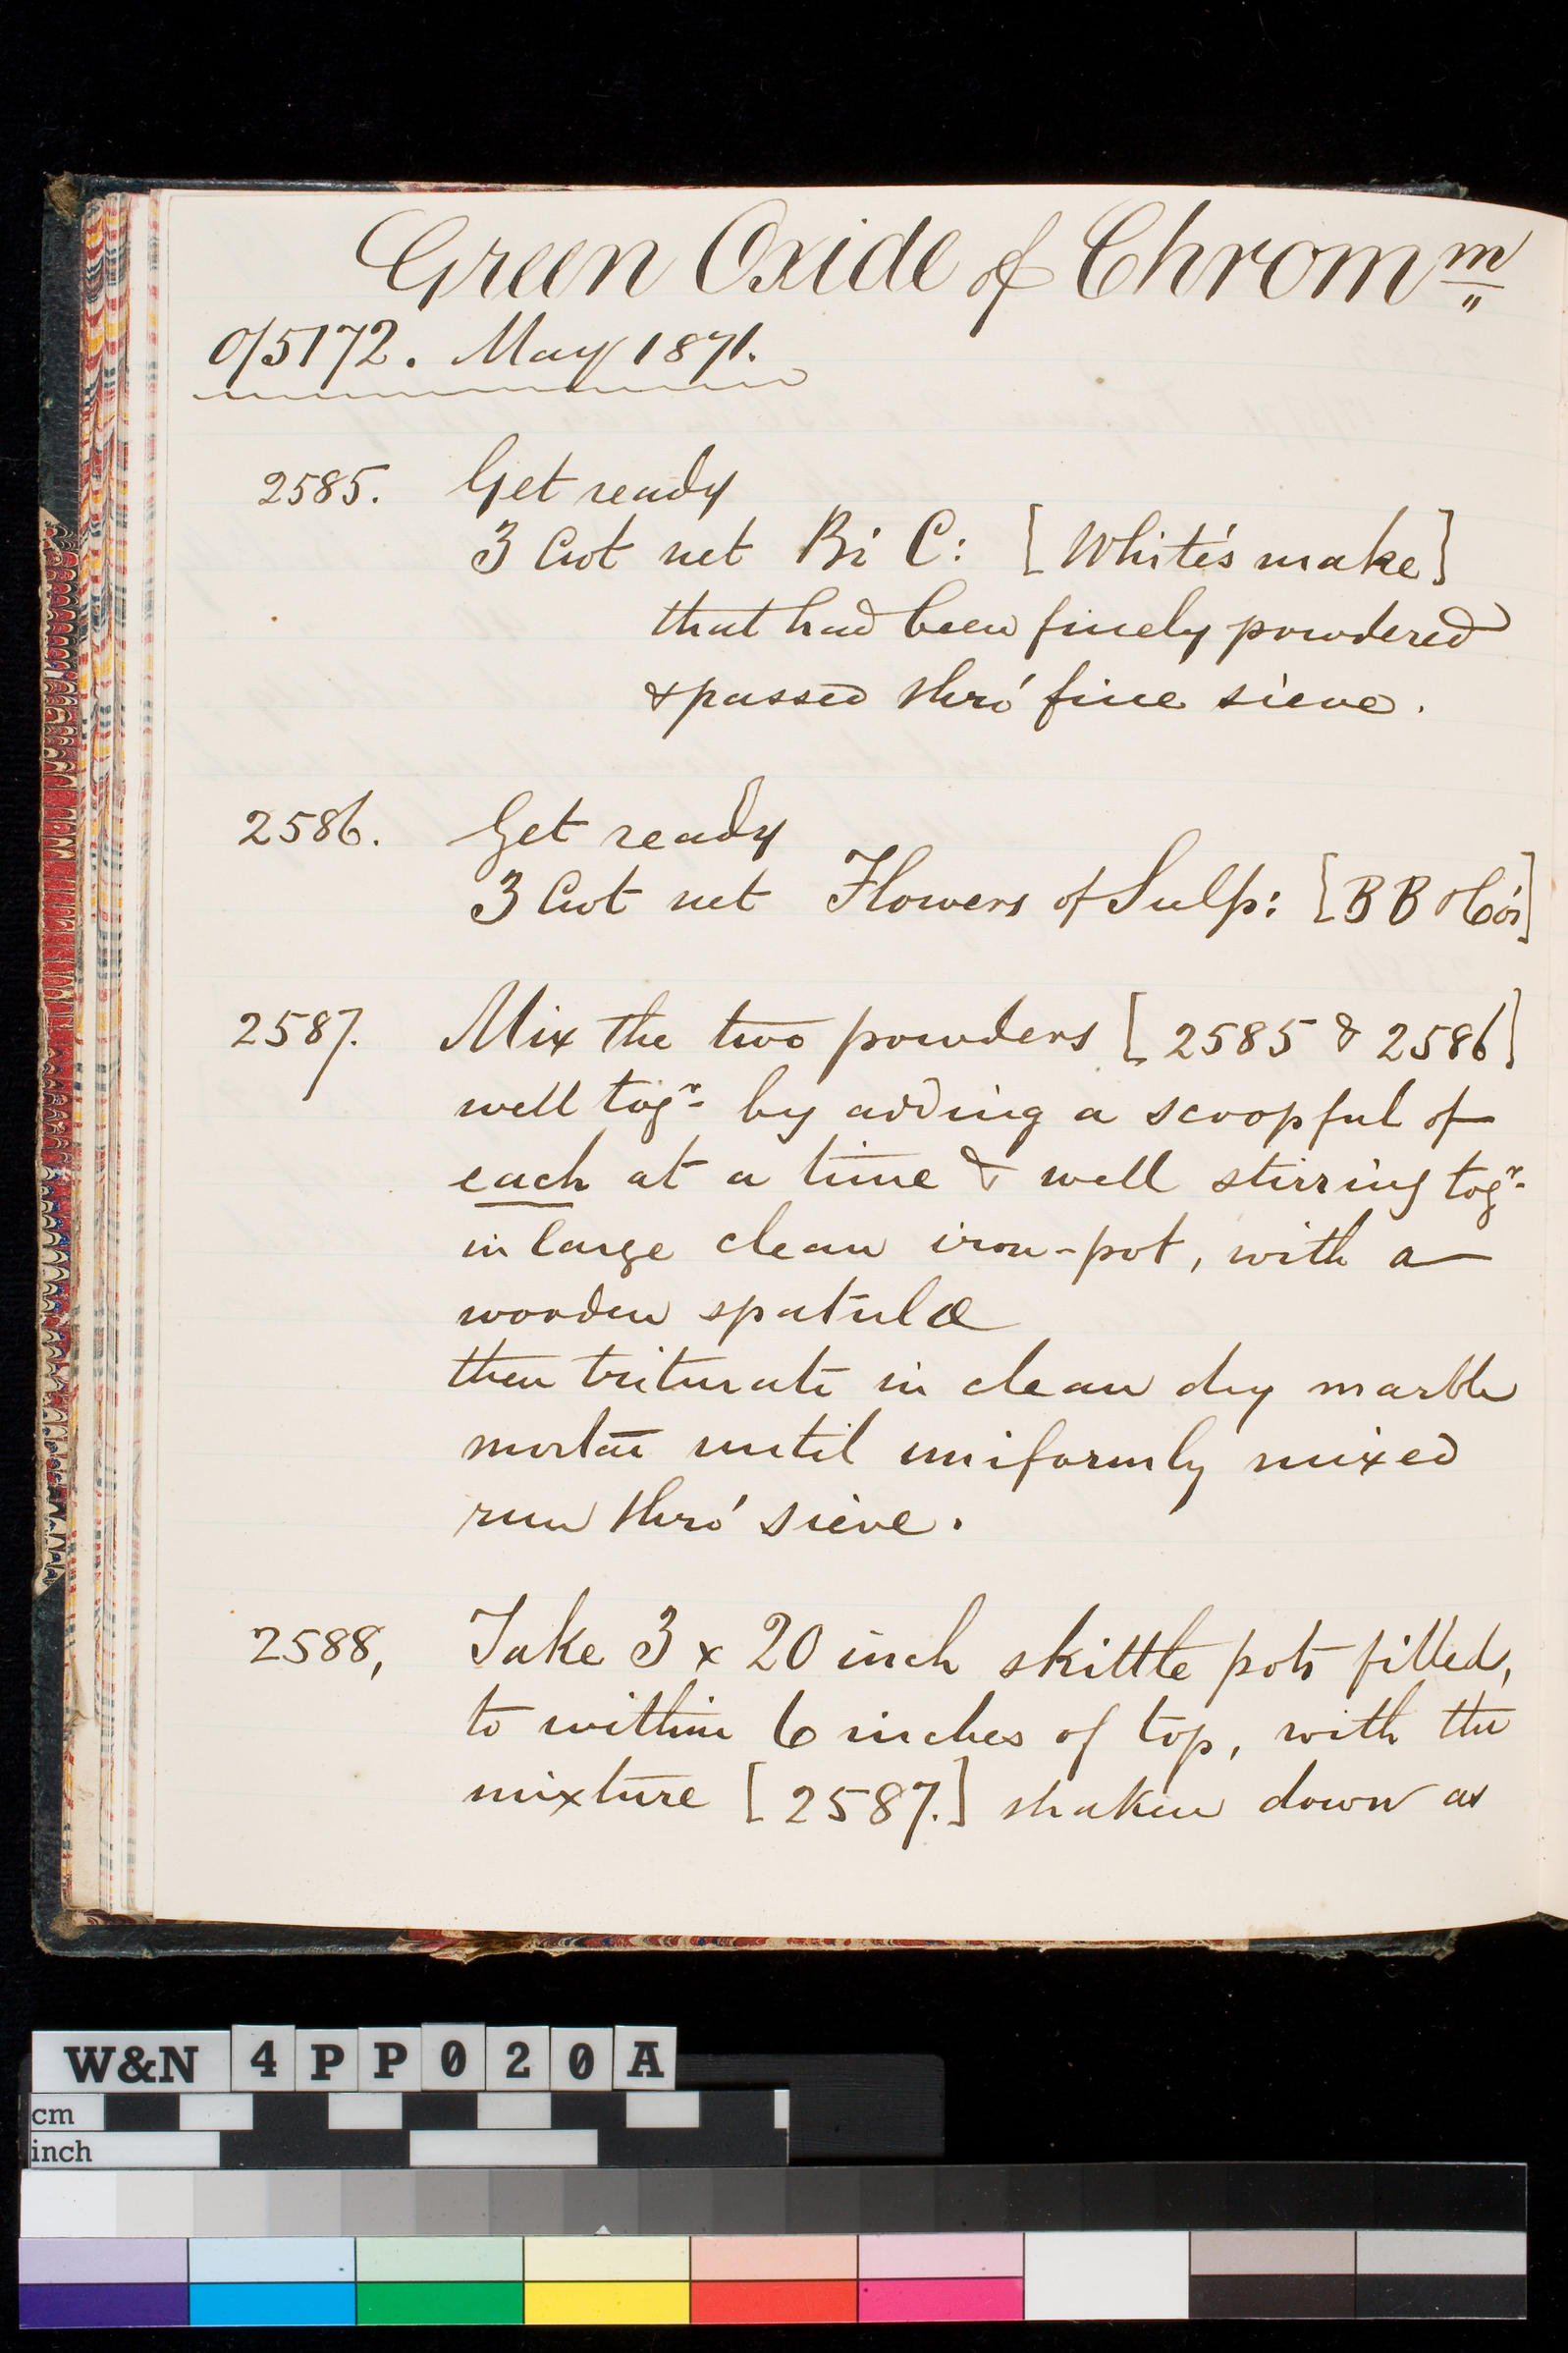 Green Oxide of Chromm
O/5172. May 1871.
2585. Get ready
3 Cwt net Bi C: [White's make]
that had been finely powdered
& passed thro' fine sieve.
2586. Get ready
3 Cwt net Flowers of Sulp: [B B & Co's]
2587. Mix the two powders [2585 & 2586]
well togr by adding a scoopful of
each at a time & well stirring togr
in large clean iron-pot, with a
wooden spatula
then triturate in clean dry marble
mortar until uniformly mixed
run thro' sieve.
2588, Take 3 x 20 inch skittle pots filled,
to within 6 inches of top, with the
mixture [2587.] shaken down as
W&N 4PP020A
cm
inch